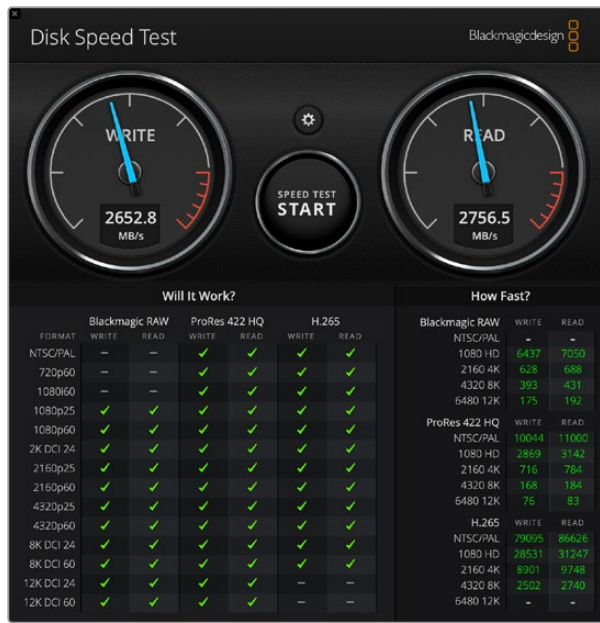 Disk Speed Test
Blackmagicdesign
WRITE
2652.8
MB/s
SPEED TEST
START
READ
2756.5
MB/s
Will It Work?
Blackmagic RAW ProRes 422 HQ H.265
FORMAT WRITE READ WRITE READ WRITE READ
NTSC/PAL – – ✓ ✓ ✓ ✓
720p60 – – ✓ ✓ ✓ ✓
1080i60 – – ✓ ✓ ✓ ✓
1080p25 ✓ ✓ ✓ ✓ ✓ ✓
1080p60 ✓ ✓ ✓ ✓ ✓ ✓
2K DCI 24 ✓ ✓ ✓ ✓ ✓ ✓
2160p25 ✓ ✓ ✓ ✓ ✓ ✓
2160p60 ✓ ✓ ✓ ✓ ✓ ✓
4320p25 ✓ ✓ ✓ ✓ ✓ ✓
4320p60 ✓ ✓ ✓ ✓ ✓ ✓
8K DCI 24 ✓ ✓ ✓ ✓ ✓ ✓
8K DCI 60 ✓ ✓ ✓ ✓ ✓ ✓
12K DCI 24 ✓ ✓ ✓ ✓ – –
12K DCI 60 ✓ ✓ ✓ ✓ – –
How Fast?
Blackmagic RAW WRITE READ
NTSC/PAL - -
1080 HD 6437 7050
2160 4K 628 688
4320 8K 393 431
6480 12K 175 192
ProRes 422 HQ WRITE READ
NTSC/PAL 10044 11000
1080 HD 2869 3142
2160 4K 716 784
4320 8K 168 184
6480 12K 76 83
H.265 WRITE READ
NTSC/PAL 79095 86626
1080 HD 28531 31247
2160 4K 8901 9748
4320 8K 2502 2740
6480 12K - -